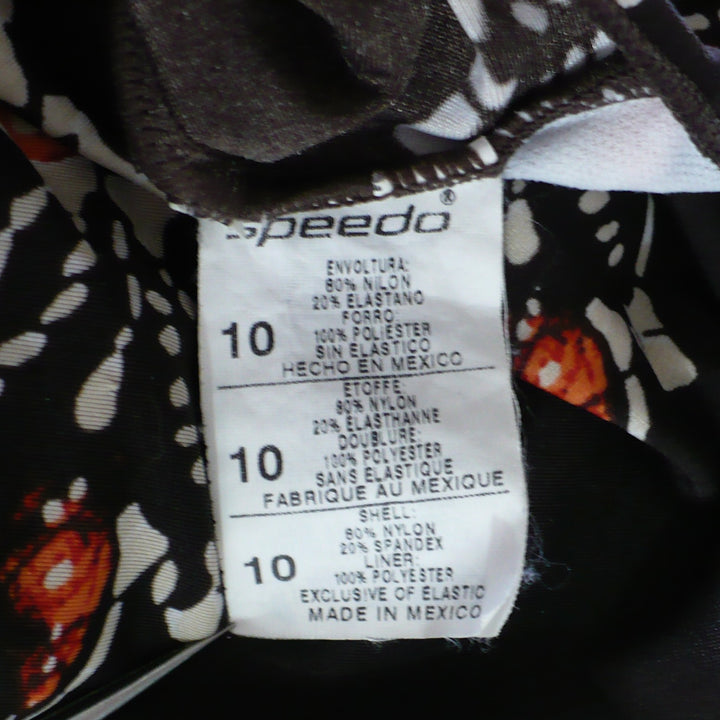 speedo®
ENVOLTURA:
80% NILON
20% ELASTANO
FORRO:
10
100% POLIESTER
SIN ELASTICO
HECHO EN MEXICO
ETOFFE:
80% NYLON
20% ELASTHANNE
DOUBLURE:
10
100% POLYESTER
SANS ELASTIQUE
FABRIQUE AU MEXIQUE
SHELL:
80% NYLON
20% SPANDEX
LINER:
10
100% POLYESTER
EXCLUSIVE OF ELASTIC
MADE IN MEXICO